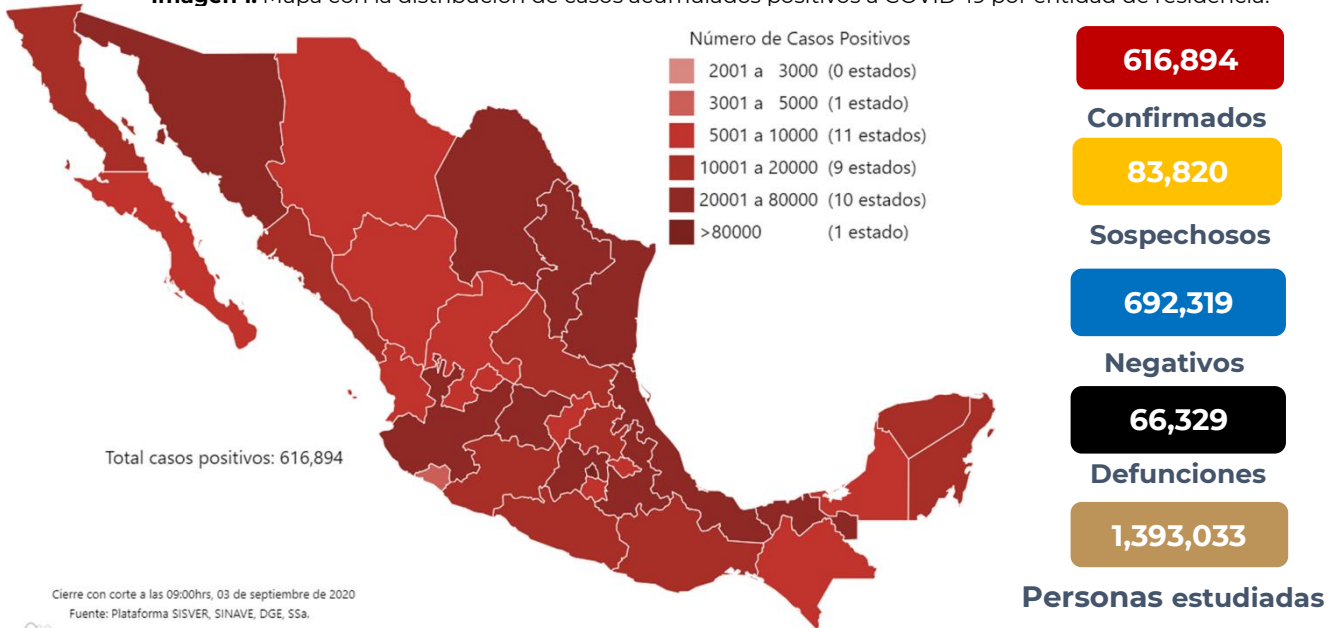 Imagen 1. Mapa con la distribución de casos acumulados positivos a COVID-19 por entidad de residencia.
Número de Casos Positivos
2001 a 3000 (0 estados)
3001 a 5000 (1 estado)
5001 a 10000 (11 estados)
10001 a 20000 (9 estados)
20001 a 80000 (10 estados)
>80000 (1 estado)
Total casos positivos: 616,894
Cierre con corte a las 09:00hrs, 03 de septiembre de 2020
Fuente: Plataforma SISVER, SINAVE, DGE, SSa.
616,894
Confirmados
83,820
Sospechosos
692,319
Negativos
66,329
Defunciones
1,393,033
Personas estudiadas